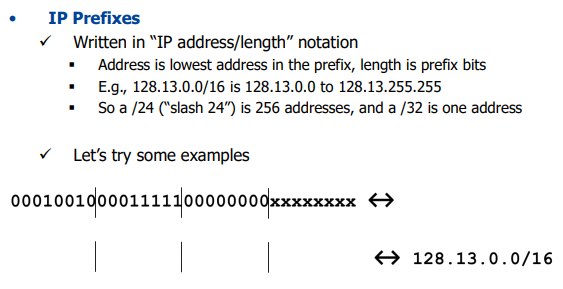 • IP Prefixes
✓ Written in “IP address/length” notation
▪ Address is lowest address in the prefix, length is prefix bits
▪ E.g., 128.13.0.0/16 is 128.13.0.0 to 128.13.255.255
▪ So a /24 (“slash 24”) is 256 addresses, and a /32 is one address
✓ Let’s try some examples
00010010|00011111|00000000|xxxxxxxx ↔
| | | ↔ 128.13.0.0/16